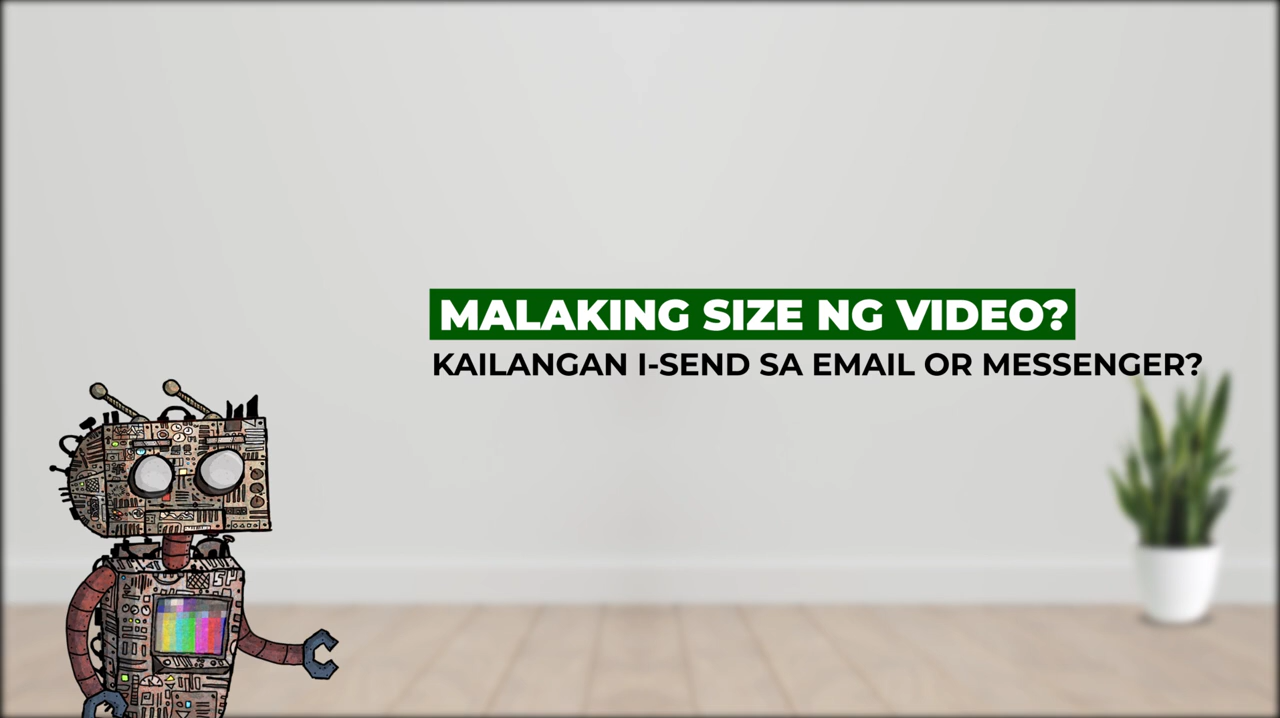 MALAKING SIZE NG VIDEO?
KAILANGAN I-SEND SA EMAIL OR MESSENGER?